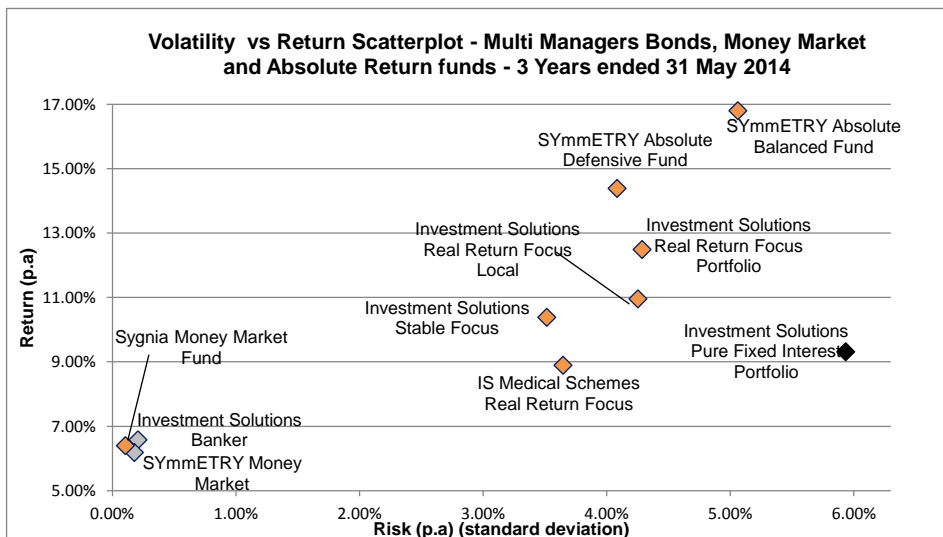 Volatility  vs Return Scatterplot - Multi Managers Bonds, Money Market
and Absolute Return funds - 3 Years ended 31 May 2014
17.00%
15.00%
13.00%
11.00%
9.00%
7.00%
5.00%
Return (p.a)
SYmmETRY Absolute
Balanced Fund
SYmmETRY Absolute
Defensive Fund
Investment Solutions
Real Return Focus
Local
Investment Solutions
Real Return Focus
Portfolio
Investment Solutions
Stable Focus
Sygnia Money Market
Fund
Investment Solutions
Pure Fixed Interest
Portfolio
IS Medical Schemes
Real Return Focus
Investment Solutions
Banker
SYmmETRY Money
Market
0.00%
1.00%
2.00%
3.00%
4.00%
5.00%
6.00%
Risk (p.a) (standard deviation)